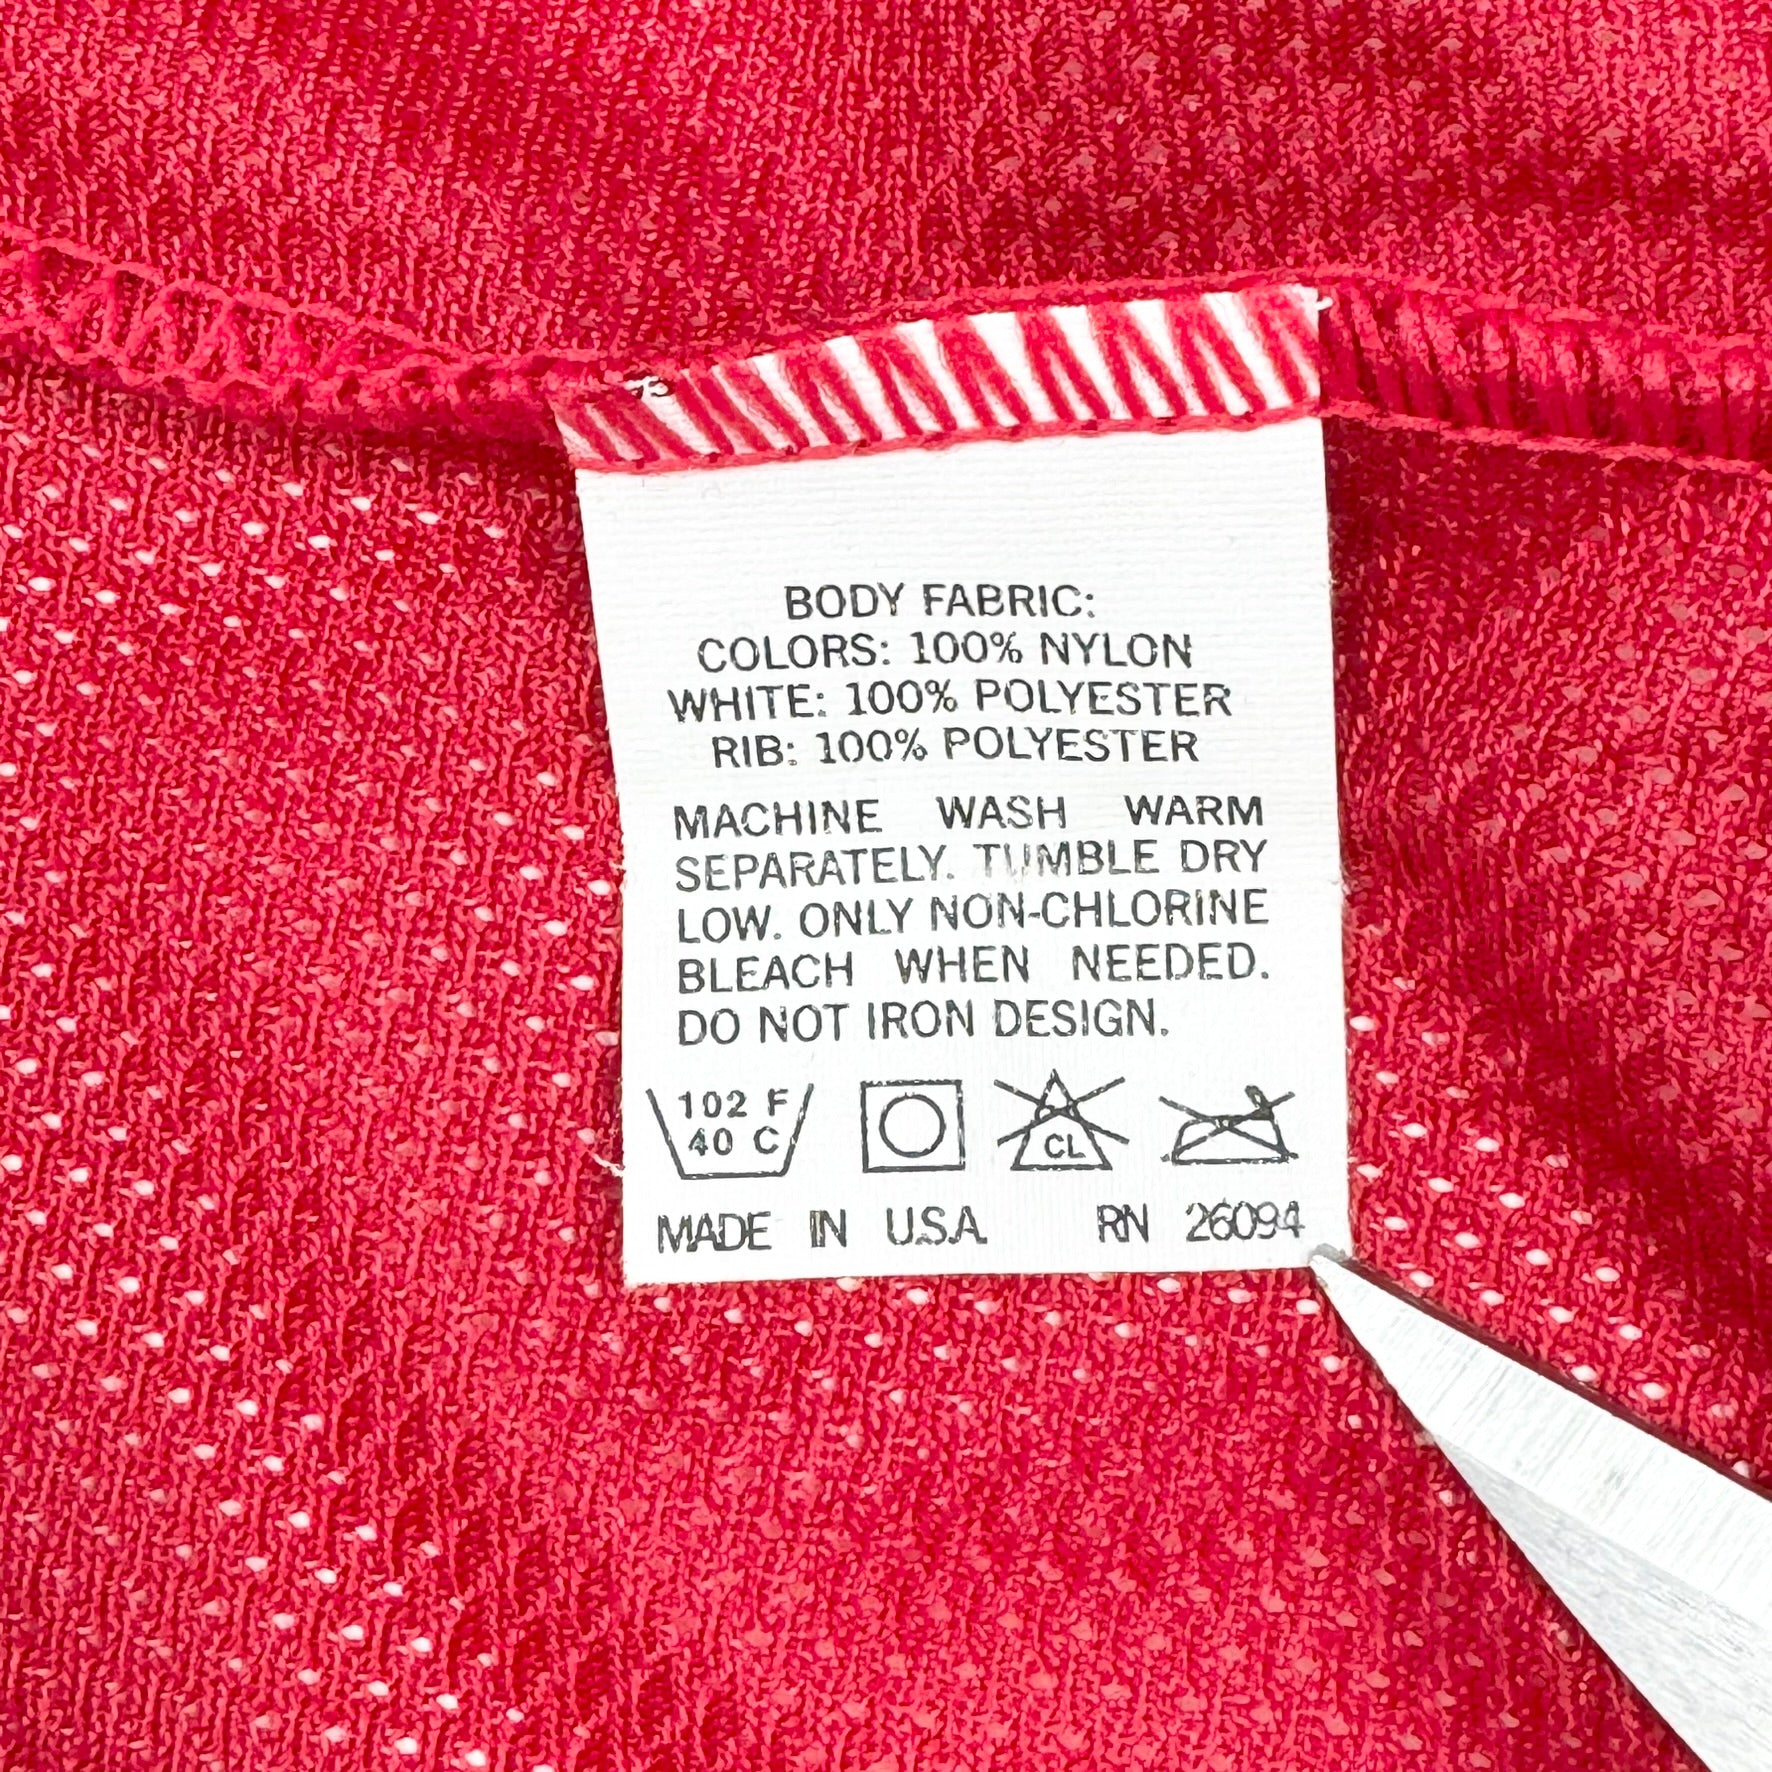 BODY FABRIC:
COLORS: 100% NYLON
WHITE: 100% POLYESTER
RIB: 100% POLYESTER
MACHINE WASH WARM
SEPARATELY. TUMBLE DRY
LOW. ONLY NON-CHLORINE
BLEACH WHEN NEEDED.
DO NOT IRON DESIGN.
102 F
40 C
CL
MADE IN U.S.A. RN 26094